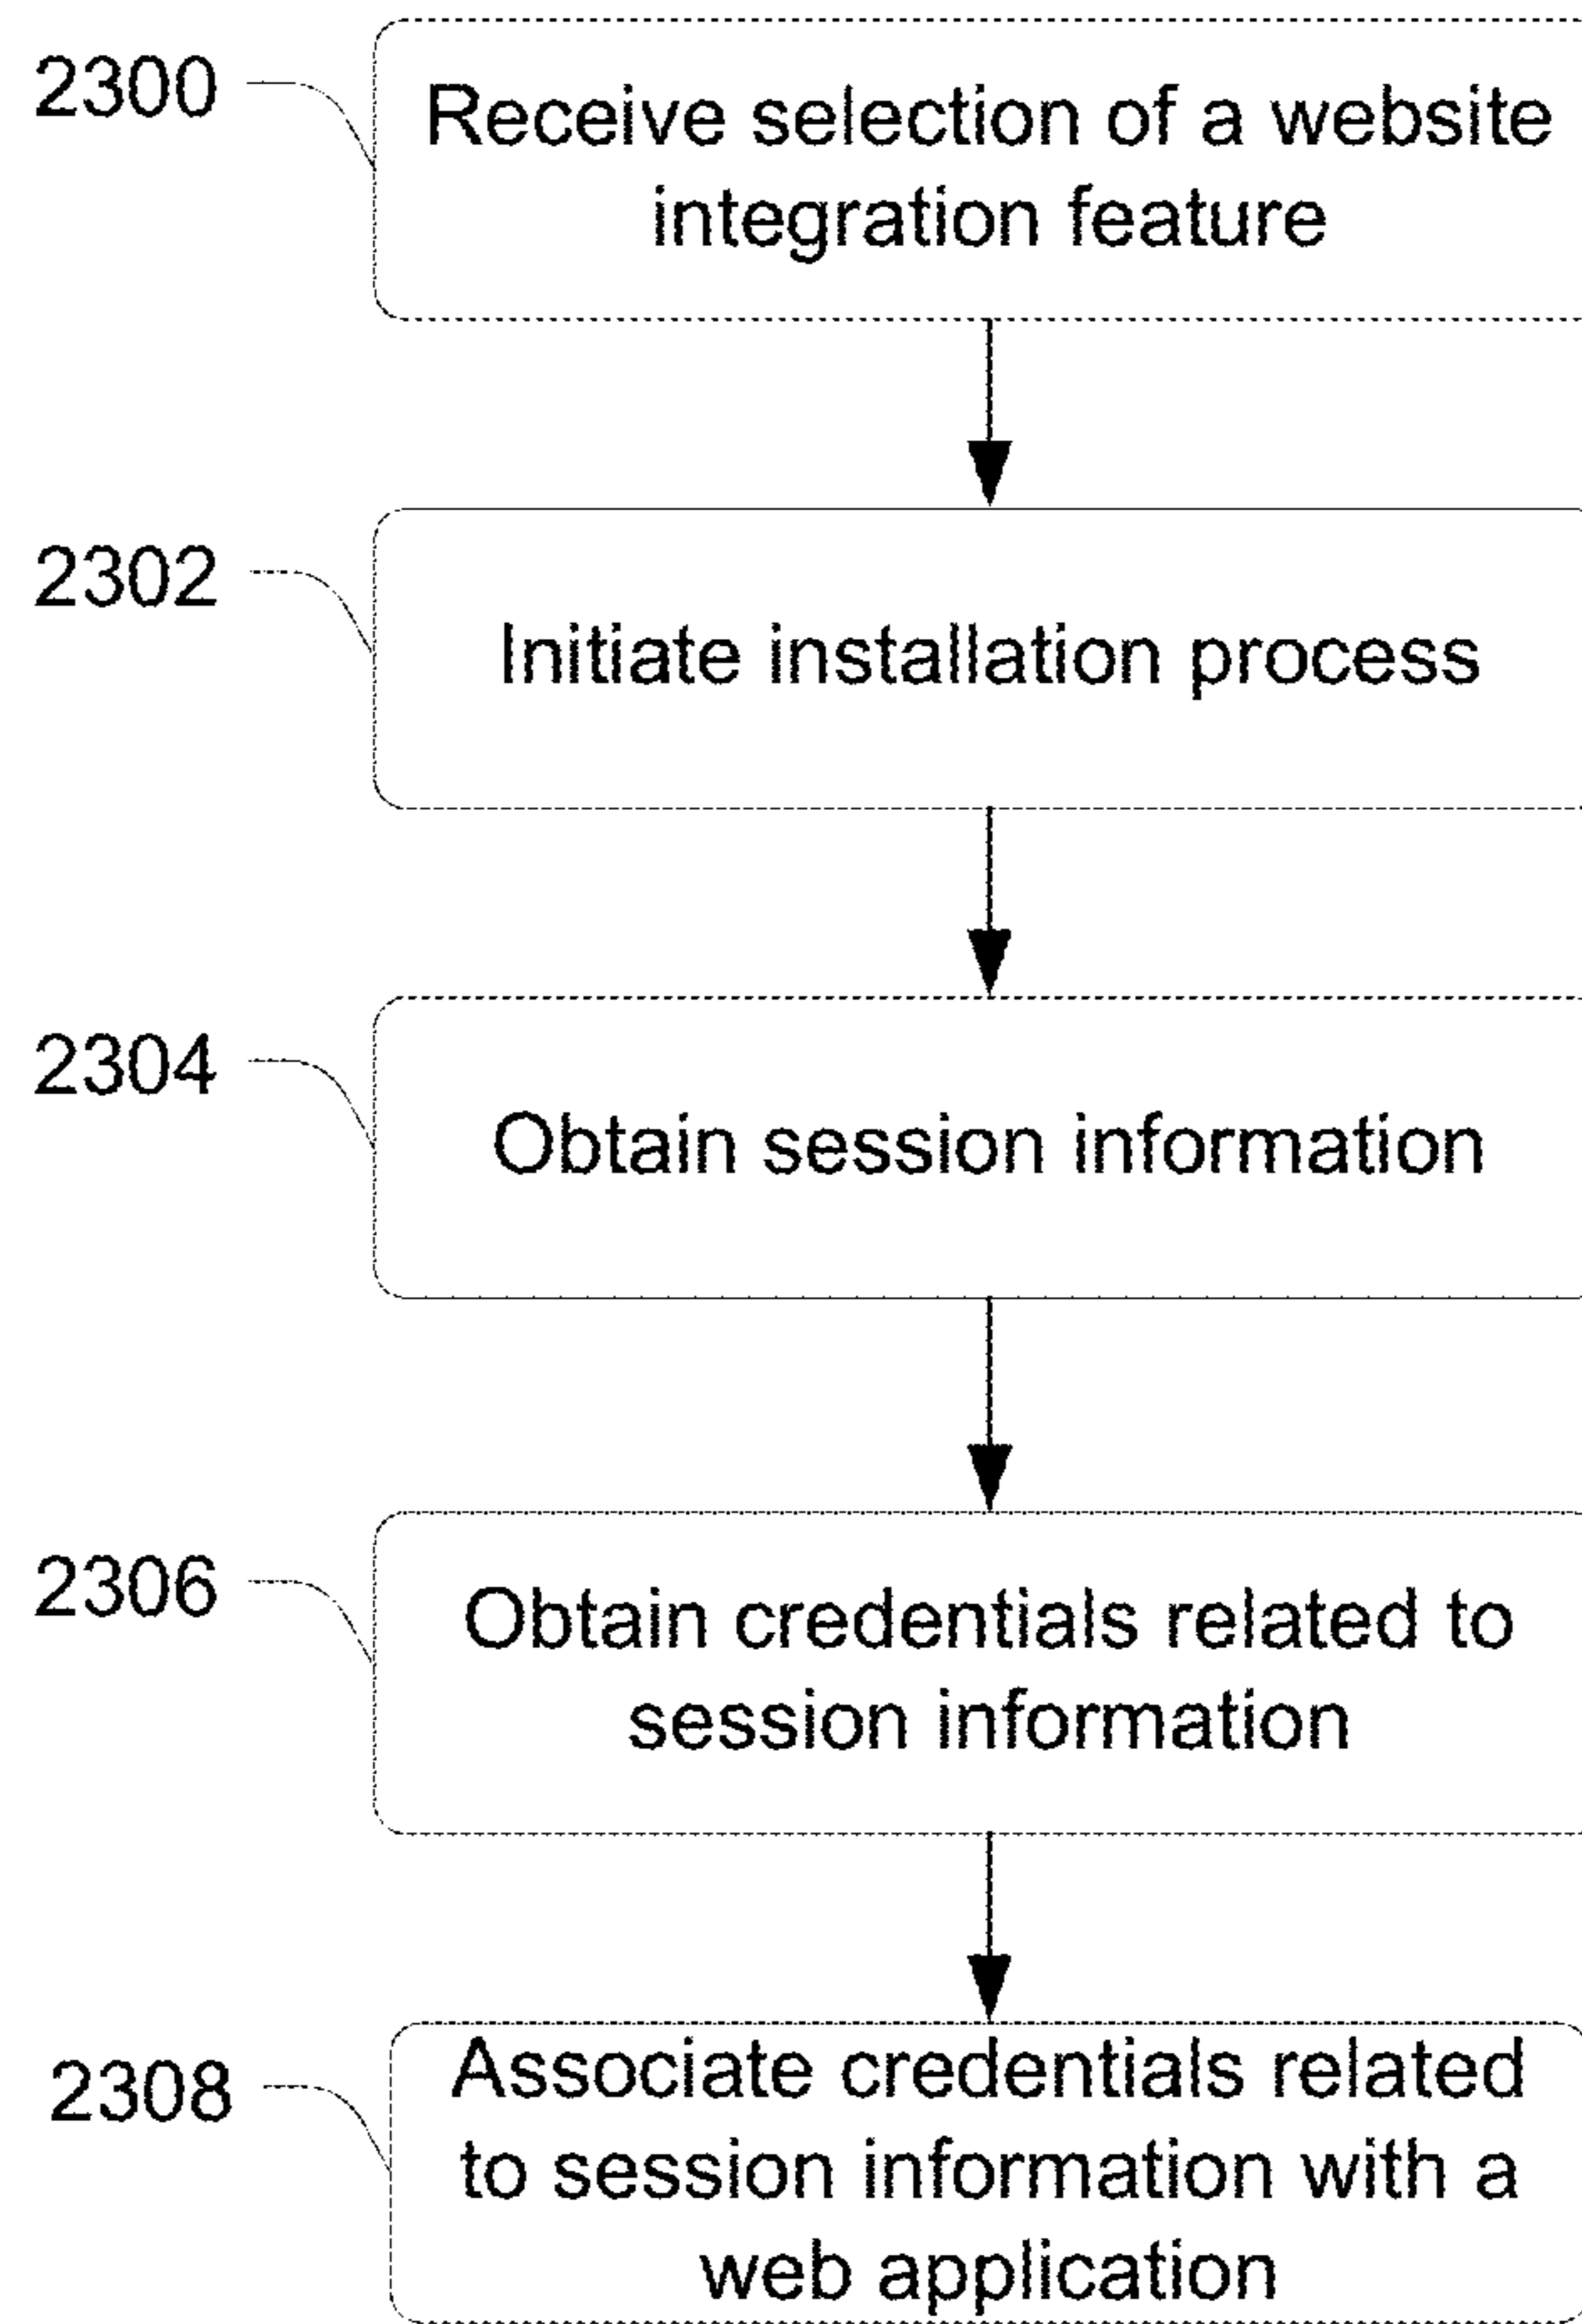 2300
Receive selection of a website
integration feature
2302
Initiate installation process
2304
Obtain session information
2306
Obtain credentials related to
session information
2308
Associate credentials related
to session information with a
web application